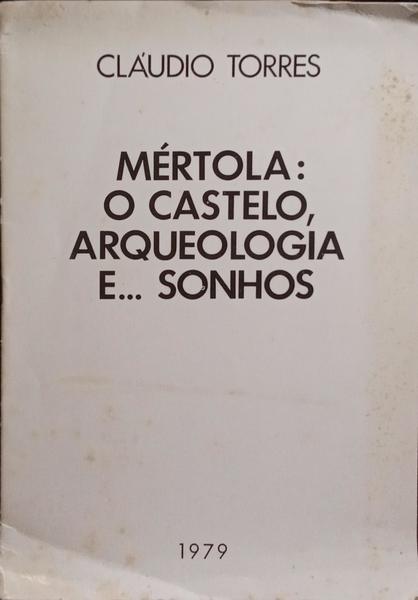 CLÁUDIO TORRES
MÉRTOLA:
O CASTELO,
ARQUEOLOGIA
E... SONHOS
1979